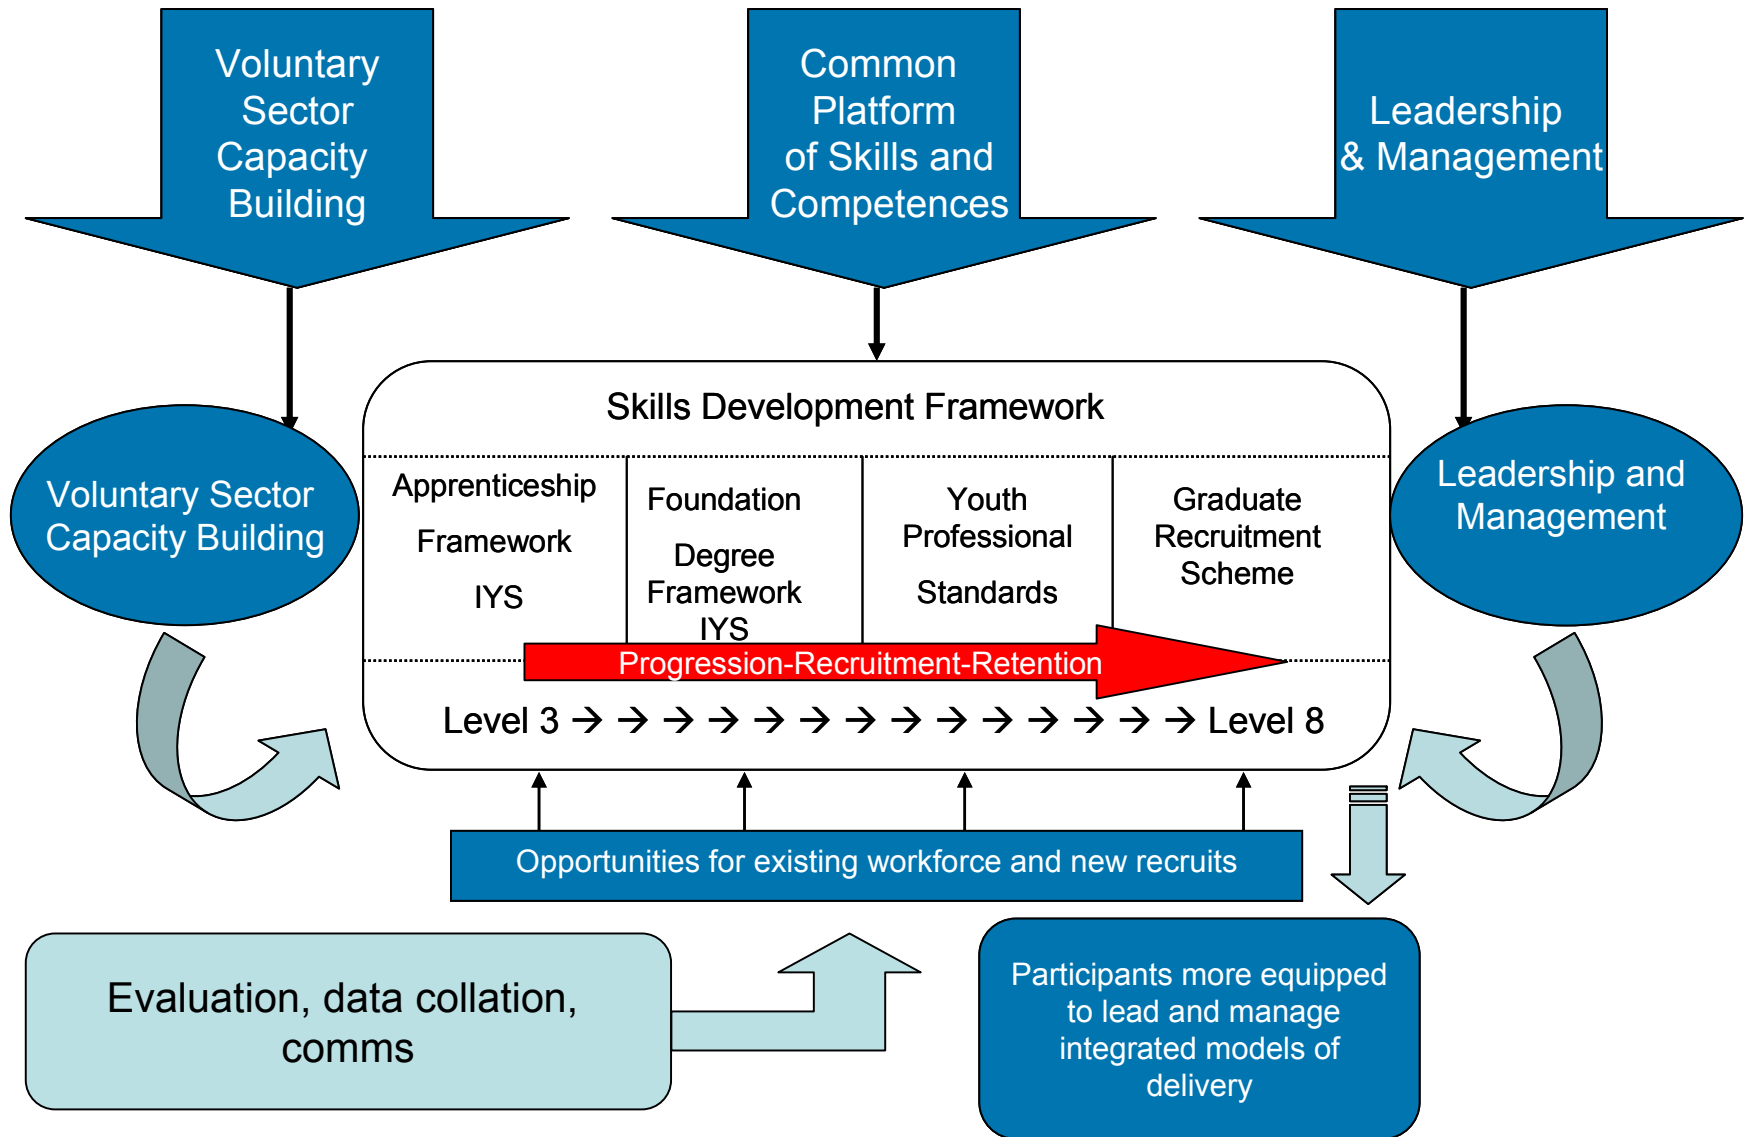 Voluntary
Sector
Capacity
Building
Common
Platform
of Skills and
Competences
Leadership
& Management
Skills Development Framework
Voluntary Sector
Capacity Building
Apprenticeship
Framework
IYS
Foundation
Degree
Framework
IYS
Youth
Professional
Standards
Graduate
Recruitment
Scheme
Leadership and
Management
Progression-Recruitment-Retention
Level 3 → → → → → → → → → → → → → → Level 8
Opportunities for existing workforce and new recruits
Evaluation, data collation,
comms
Participants more equipped
to lead and manage
integrated models of
delivery